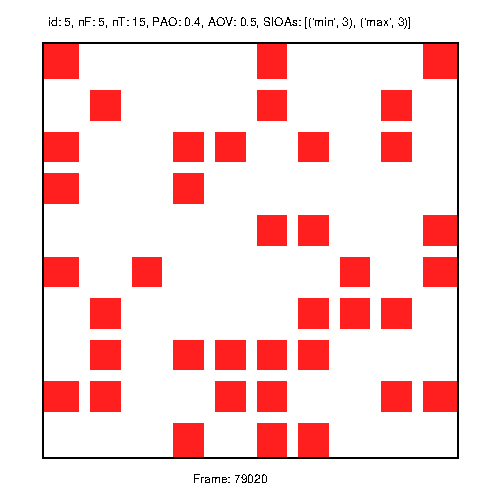 id: 5, nF: 5, nT: 15, PAO: 0.4, AOV: 0.5, SIOAs: [('min', 3), ('max', 3)]
Frame: 79020